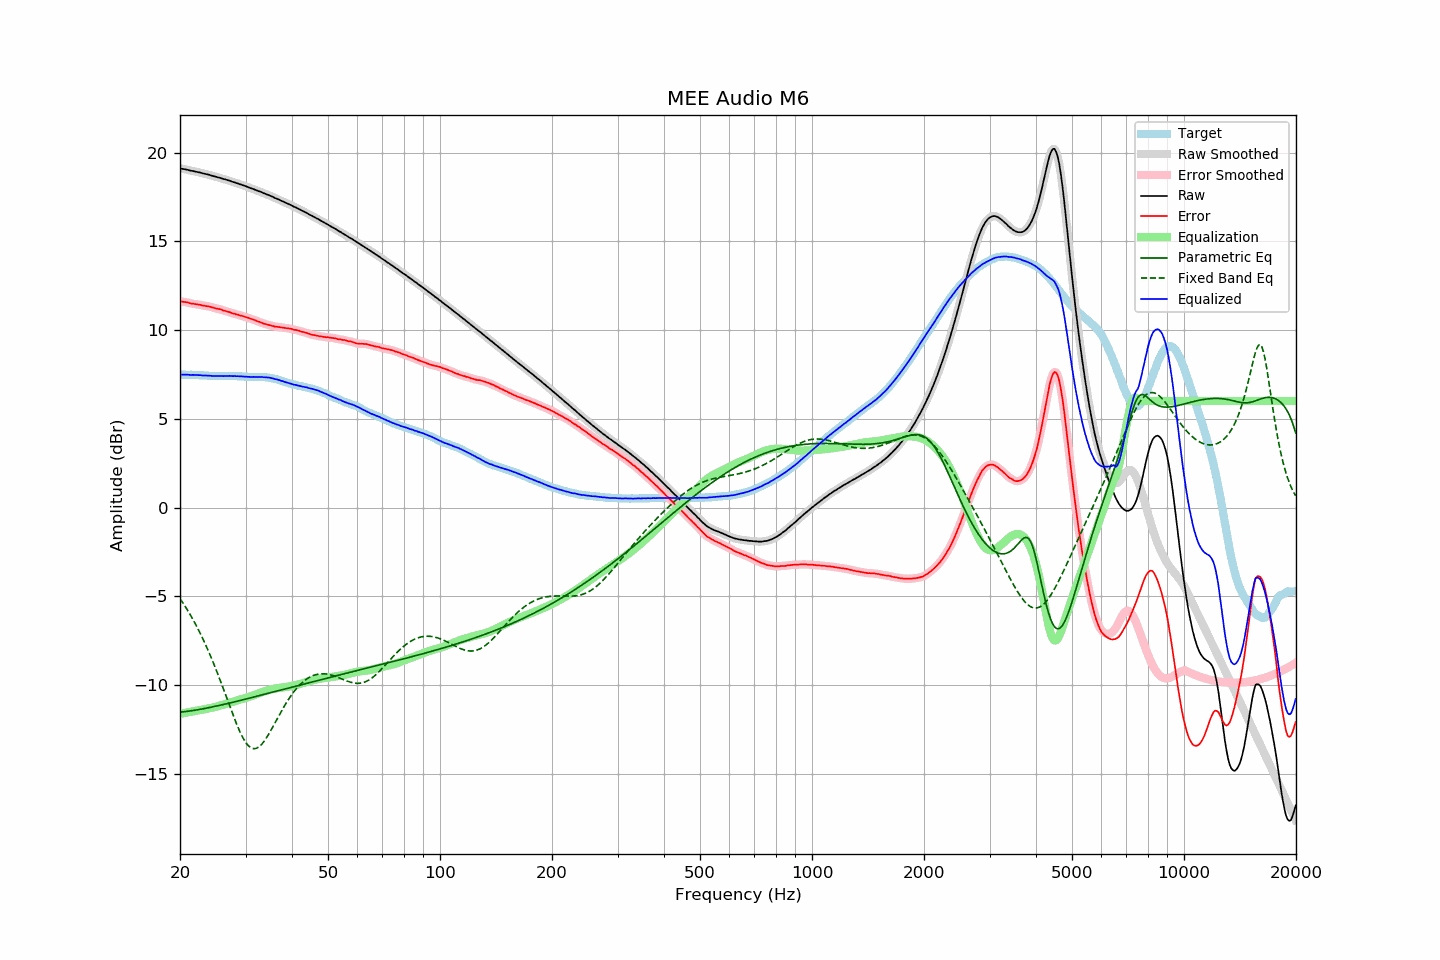 MEE Audio M6
Amplitude (dBr)
20
15
10
5
0
−5
−10
−15
Target
Raw Smoothed
Error Smoothed
Raw
Error
Equalization
Parametric Eq
Fixed Band Eq
Equalized
20 50 100 200 500 1000 2000 5000 10000 20000
Frequency (Hz)